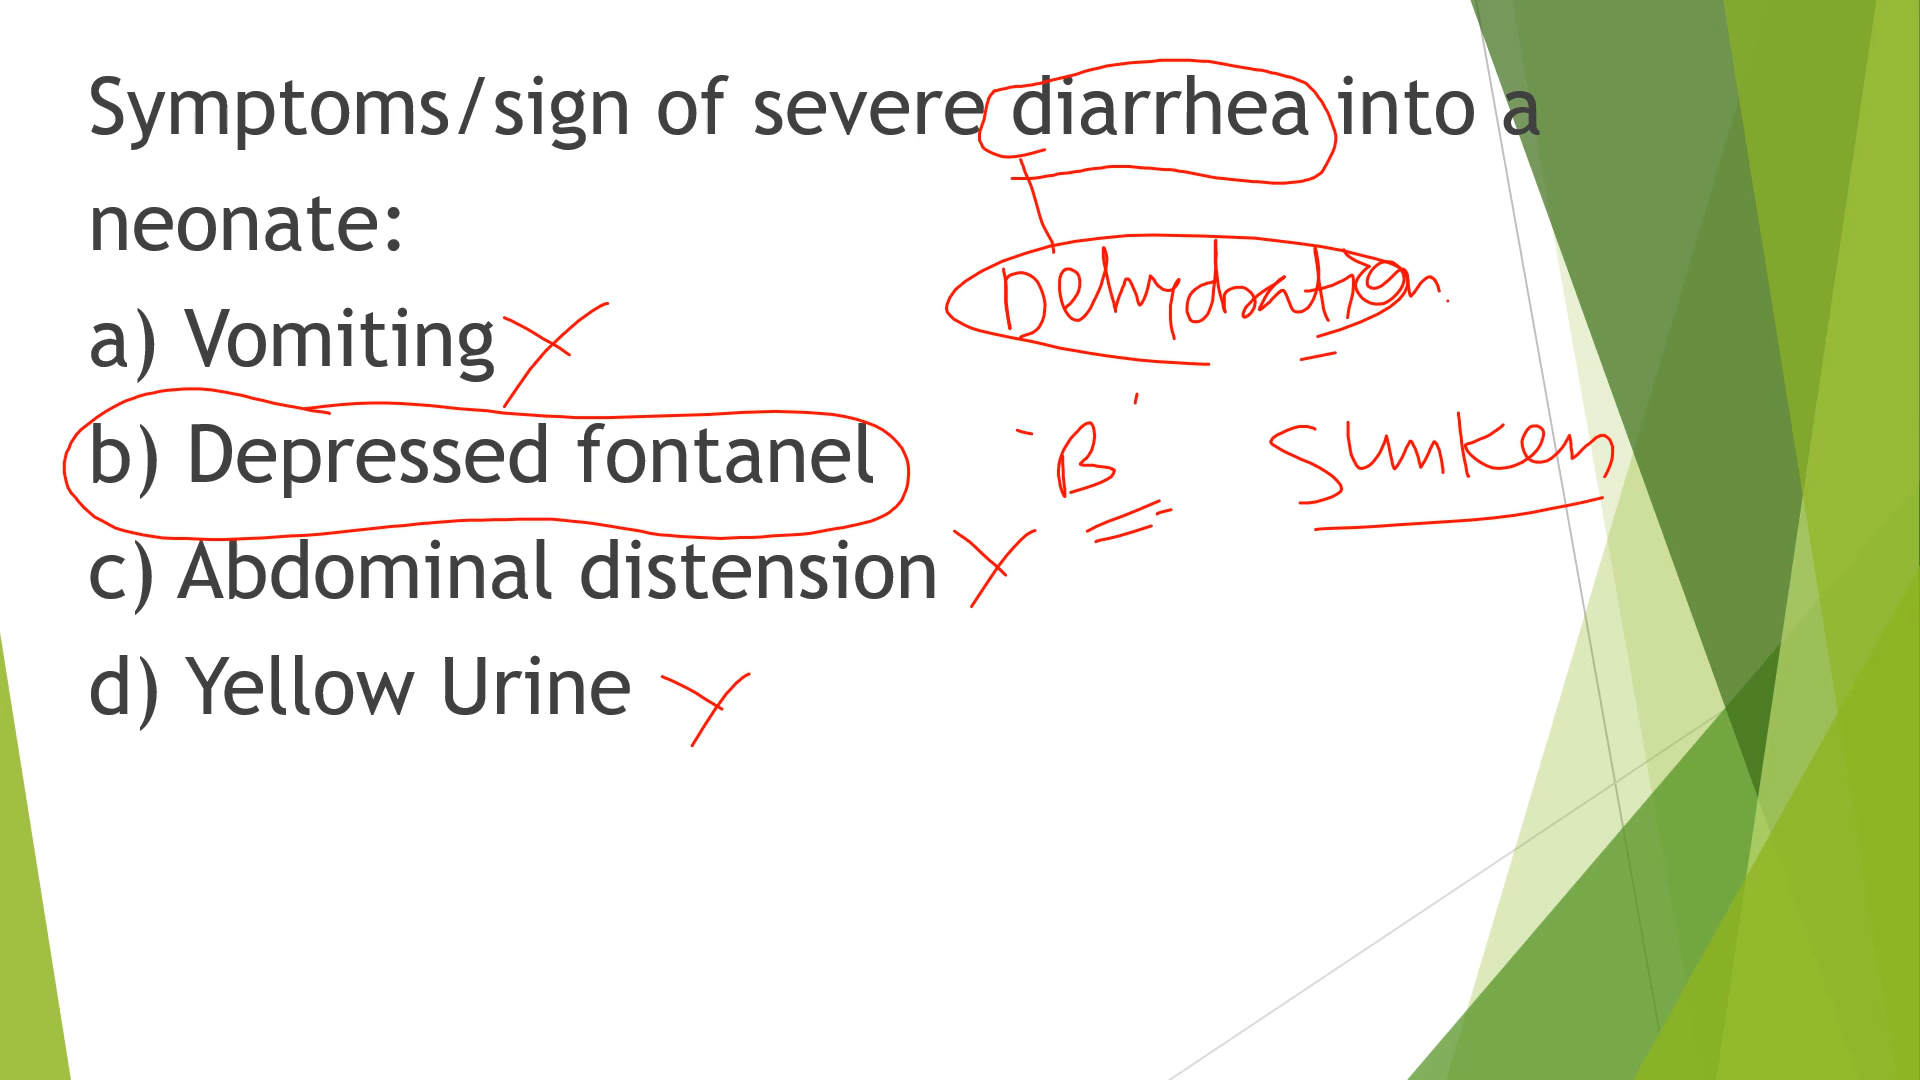 Symptoms/sign of severe diarrhea into a
neonate:
Dehydration.
a) Vomiting
b) Depressed fontanel
B
Sunken
c) Abdominal distension
d) Yellow Urine